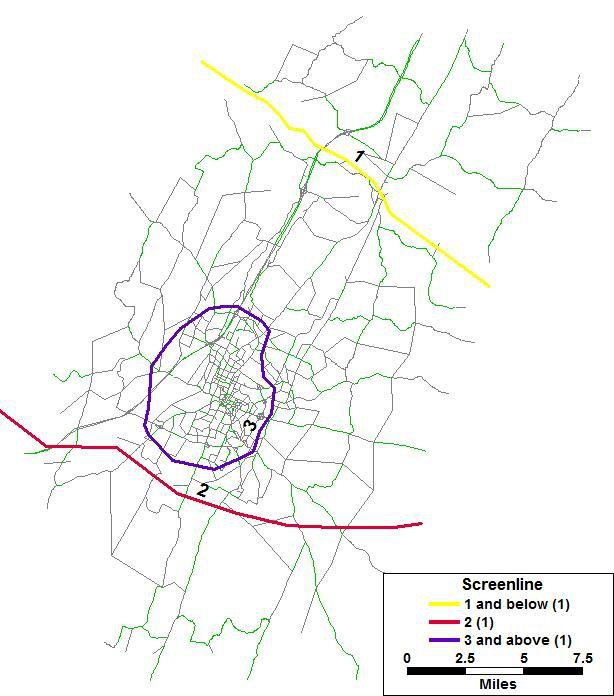 1
3
2
Screenline
1 and below (1)
2 (1)
3 and above (1)
0 2.5 5 7.5
Miles